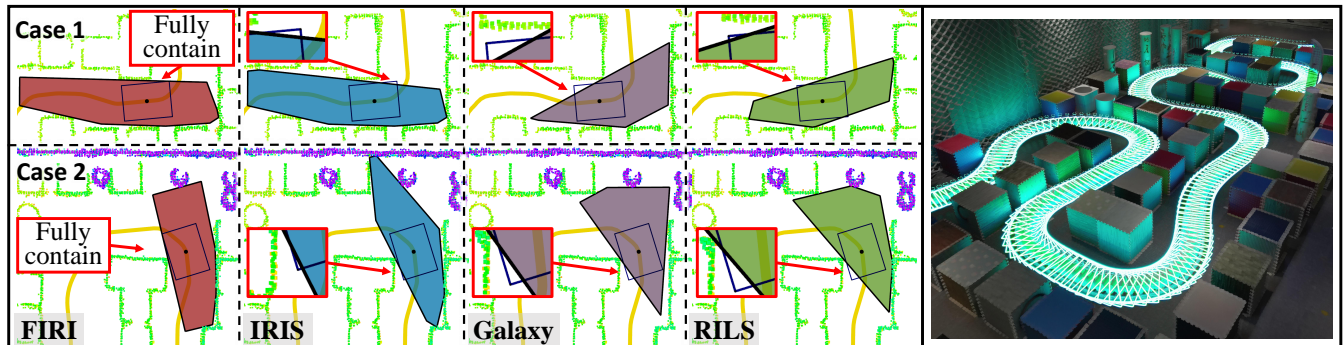 Case 1
Fully
contain
Case 2
Fully
contain
FIRI
IRIS
Galaxy
RILS